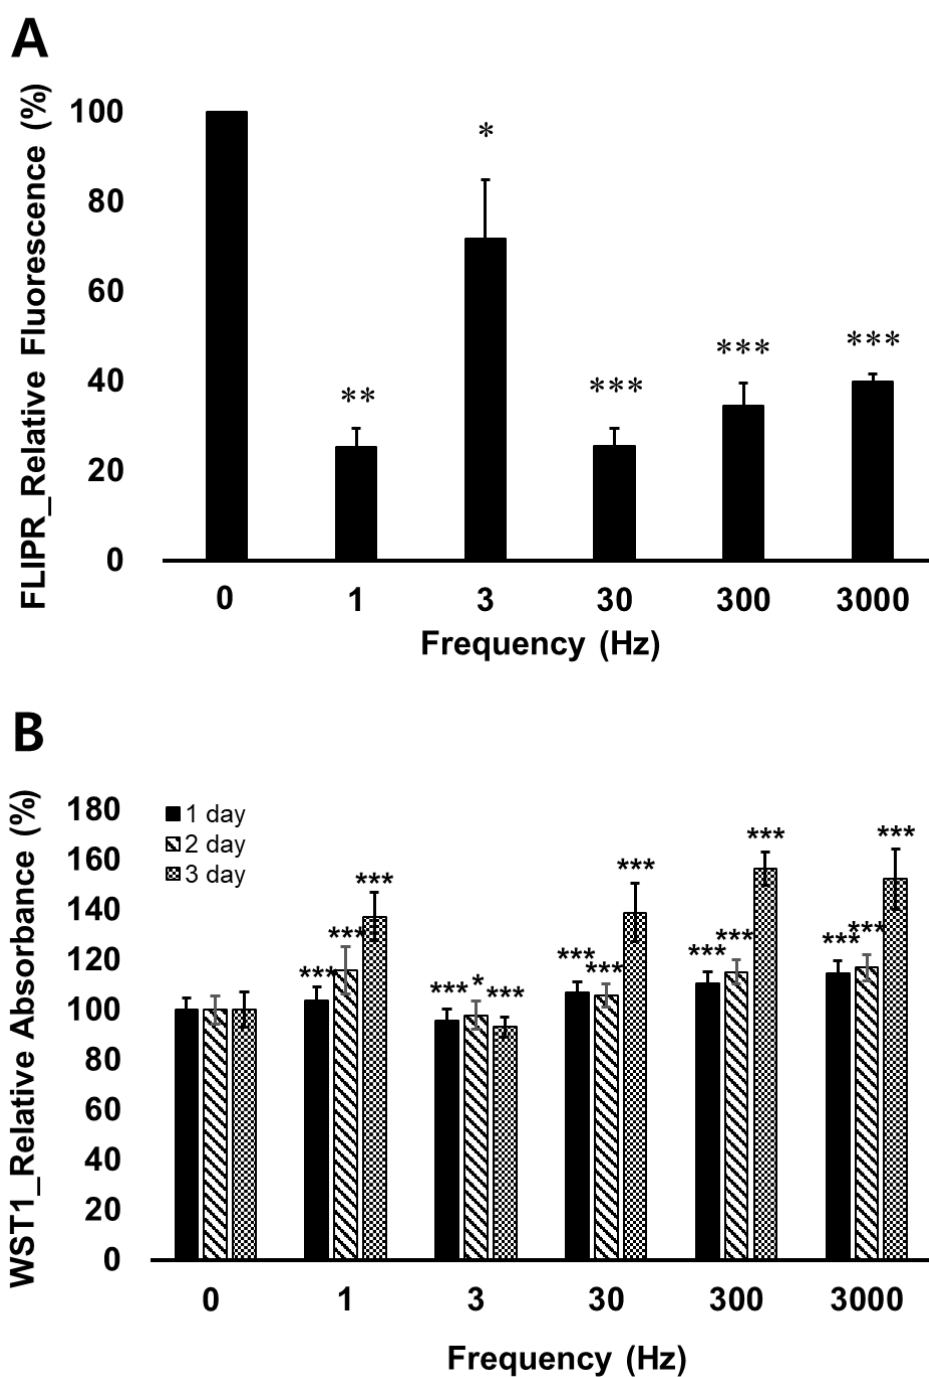 A
FLIPR_Relative Fluorescence (%)
100
80
60
40
20
0
*
**
***
***
***
0 1 3 30 300 3000
Frequency (Hz)
B
WST1_Relative Absorbance (%)
180
160
140
120
100
80
60
40
20
0
1 day
2 day
3 day
*** *** ***
*** * ***
*** *** ***
*** *** ***
*** *** ***
0 1 3 30 300 3000
Frequency (Hz)